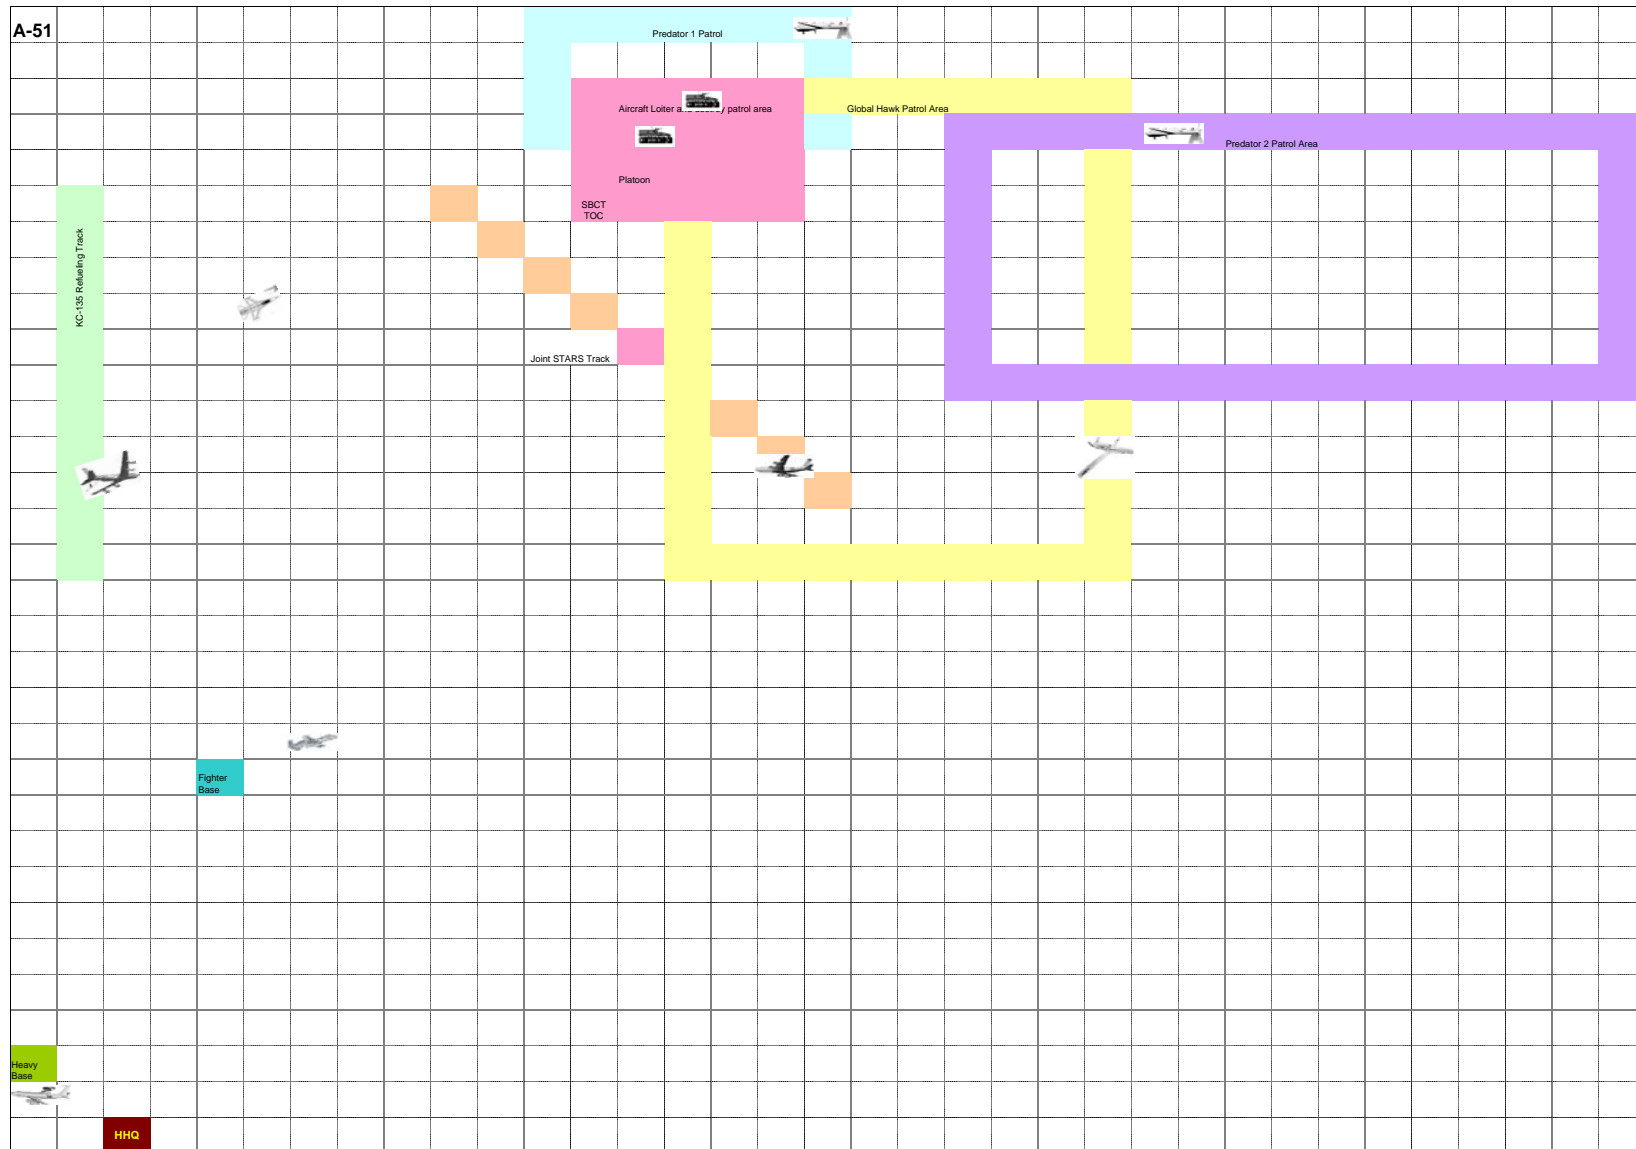 A-51
Predator 1 Patrol
Aircraft Loiter a patrol area
Global Hawk Patrol Area
Predator 2 Patrol Area
Platoon
SBCT
TOC
KC-135 Refueling Track
Joint STARS Track
Fighter
Base
Heavy
Base
HHQ